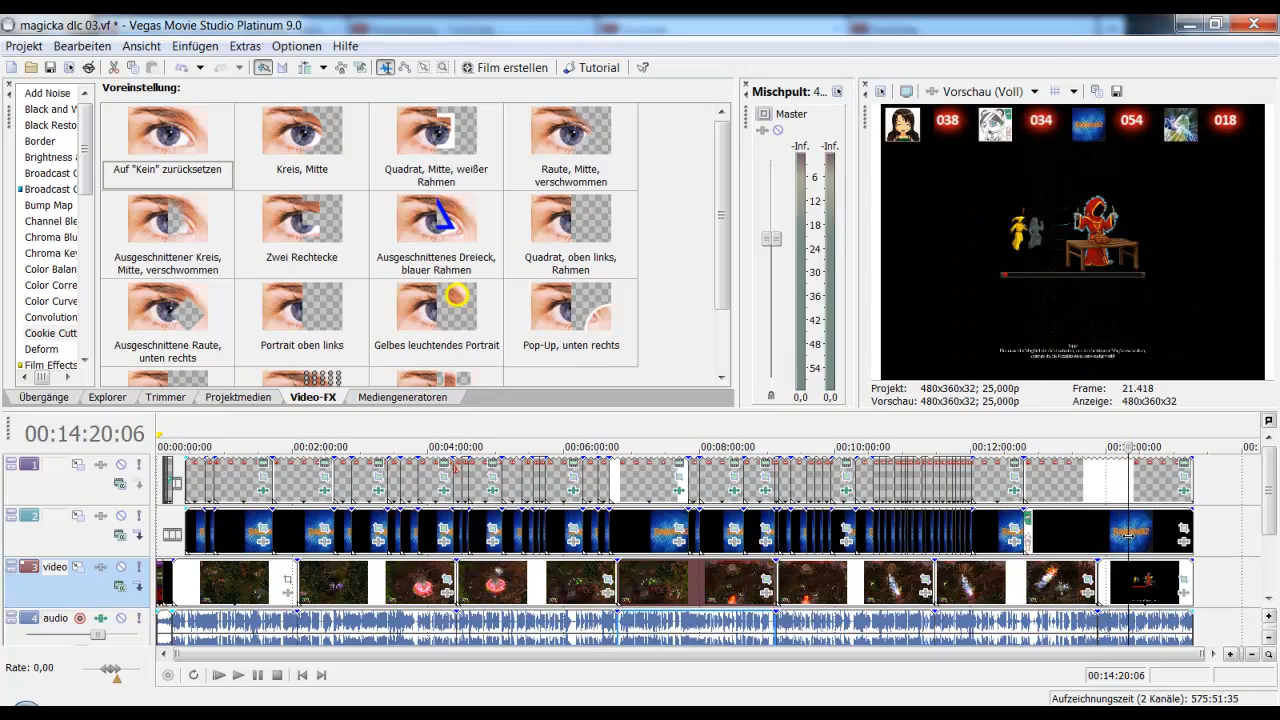 magicka dlc 03.vf * - Vegas Movie Studio Platinum 9.0
Projekt Bearbeiten Ansicht Einfügen Extras Optionen Hilfe
Film erstellen Tutorial
Add Noise
Black and W
Black Resto
Border
Brightness a
Broadcast C
Broadcast C
Bump Map
Channel Ble
Chroma Blu
Chroma Key
Color Balan
Color Corre
Color Curve
Convolution
Cookie Cutt
Deform
Film Effects
Voreinstellung:
Auf "Kein" zurücksetzen
Kreis, Mitte
Quadrat, Mitte, weißer
Rahmen
Raute, Mitte,
verschwommen
Ausgeschnittener Kreis,
Mitte, verschwommen
Zwei Rechtecke
Ausgeschnittenes Dreieck,
blauer Rahmen
Quadrat, oben links,
Rahmen
Ausgeschnittene Raute,
unten rechts
Portrait oben links
Gelbes leuchtendes Portrait
Pop-Up, unten rechts
Übergänge Explorer Trimmer Projektmedien Video-FX Mediengeneratoren
Mischpult: 4...
Master
-Inf. -Inf.
6
12
18
24
30
36
42
48
54
0,0 0,0
Vorschau (Voll)
038 034 054 018
Projekt: 480x360x32; 25,000p Frame: 21.418
Vorschau: 480x360x32; 25,000p Anzeige: 480x360x32
00:14:20:06
00:00:00:00 00:02:00:00 00:04:00:00 00:06:00:00 00:08:00:00 00:10:00:00 00:12:00:00
1
2
3 video
4 audio
Rate: 0,00
00:14:20:06
Aufzeichnungszeit (2 Kanäle): 575:51:35